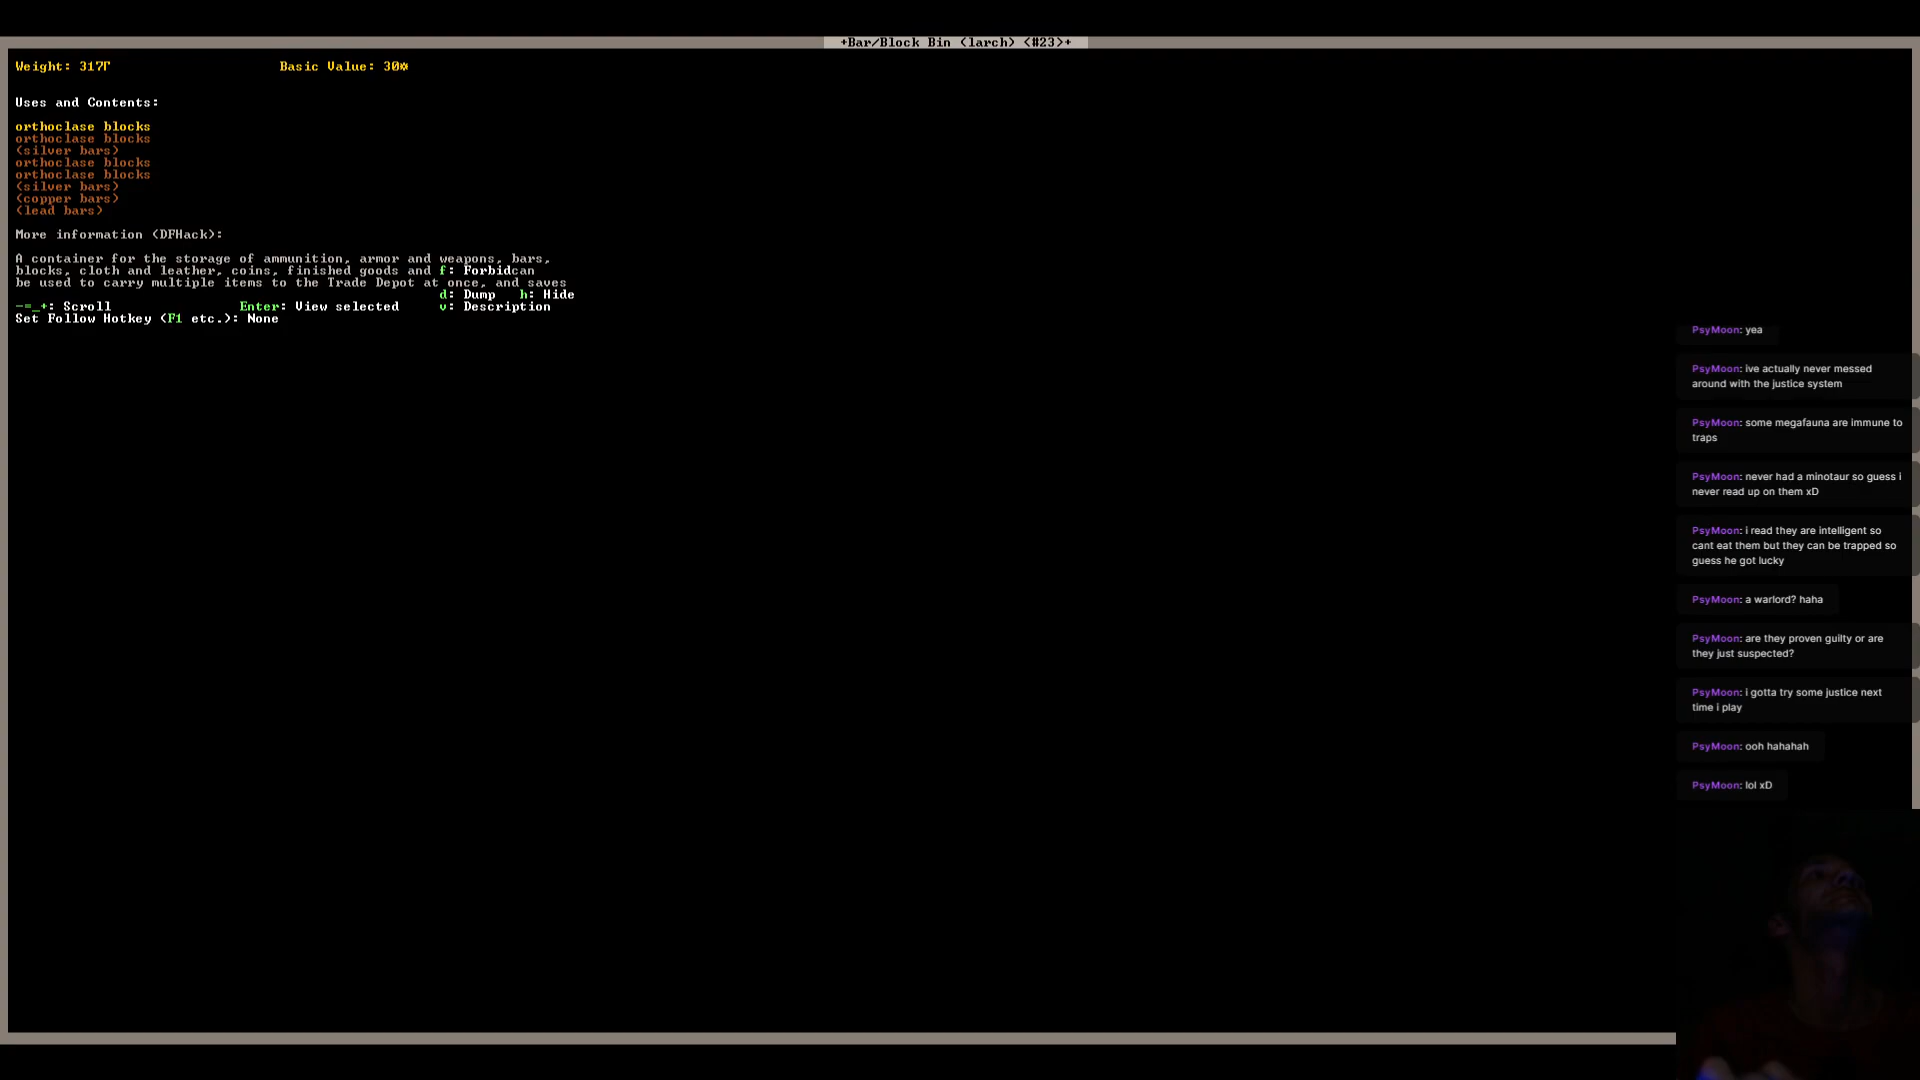 +Bar/Block Bin (larch) <#23>+
Weight: 317Γ Basic Value: 30☼
Uses and Contents:
orthoclase blocks
orthoclase blocks
(silver bars)
orthoclase blocks
orthoclase blocks
(silver bars)
(copper bars)
(lead bars)
More information (DFHack):
A container for the storage of ammunition, armor and weapons, bars,
blocks, cloth and leather, coins, finished goods and f: Forbidcan
be used to carry multiple items to the Trade Depot at once, and saves
d: Dump h: Hide
-=_+: Scroll Enter: View selected v: Description
Set Follow Hotkey (F1 etc.): None
PsyMoon: yea
PsyMoon: ive actually never messed
around with the justice system
PsyMoon: some megafauna are immune to
traps
PsyMoon: never had a minotaur so guess i
never read up on them xD
PsyMoon: i read they are intelligent so
cant eat them but they can be trapped so
guess he got lucky
PsyMoon: a warlord? haha
PsyMoon: are they proven guilty or are
they just suspected?
PsyMoon: i gotta try some justice next
time i play
PsyMoon: ooh hahahah
PsyMoon: lol xD